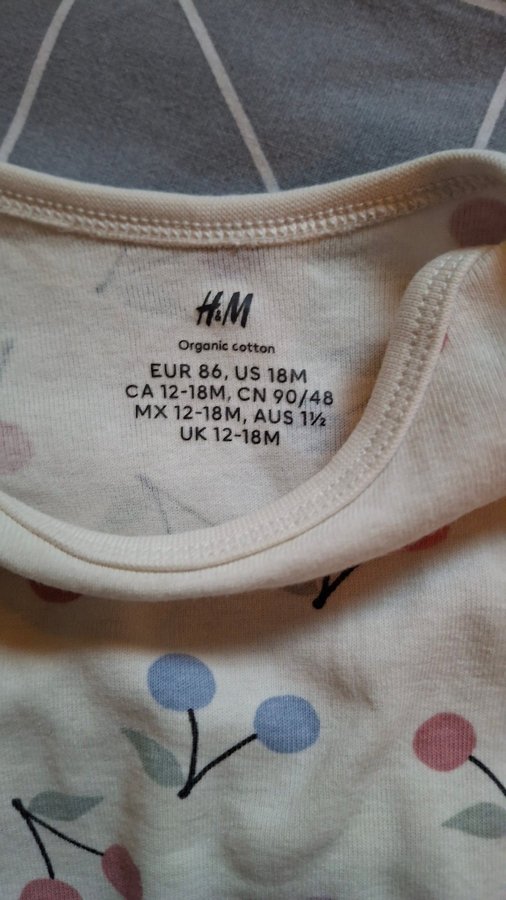 H&M
Organic cotton
EUR 86, US 18M
CA 12-18M, CN 90/48
MX 12-18M, AUS 1½
UK 12-18M